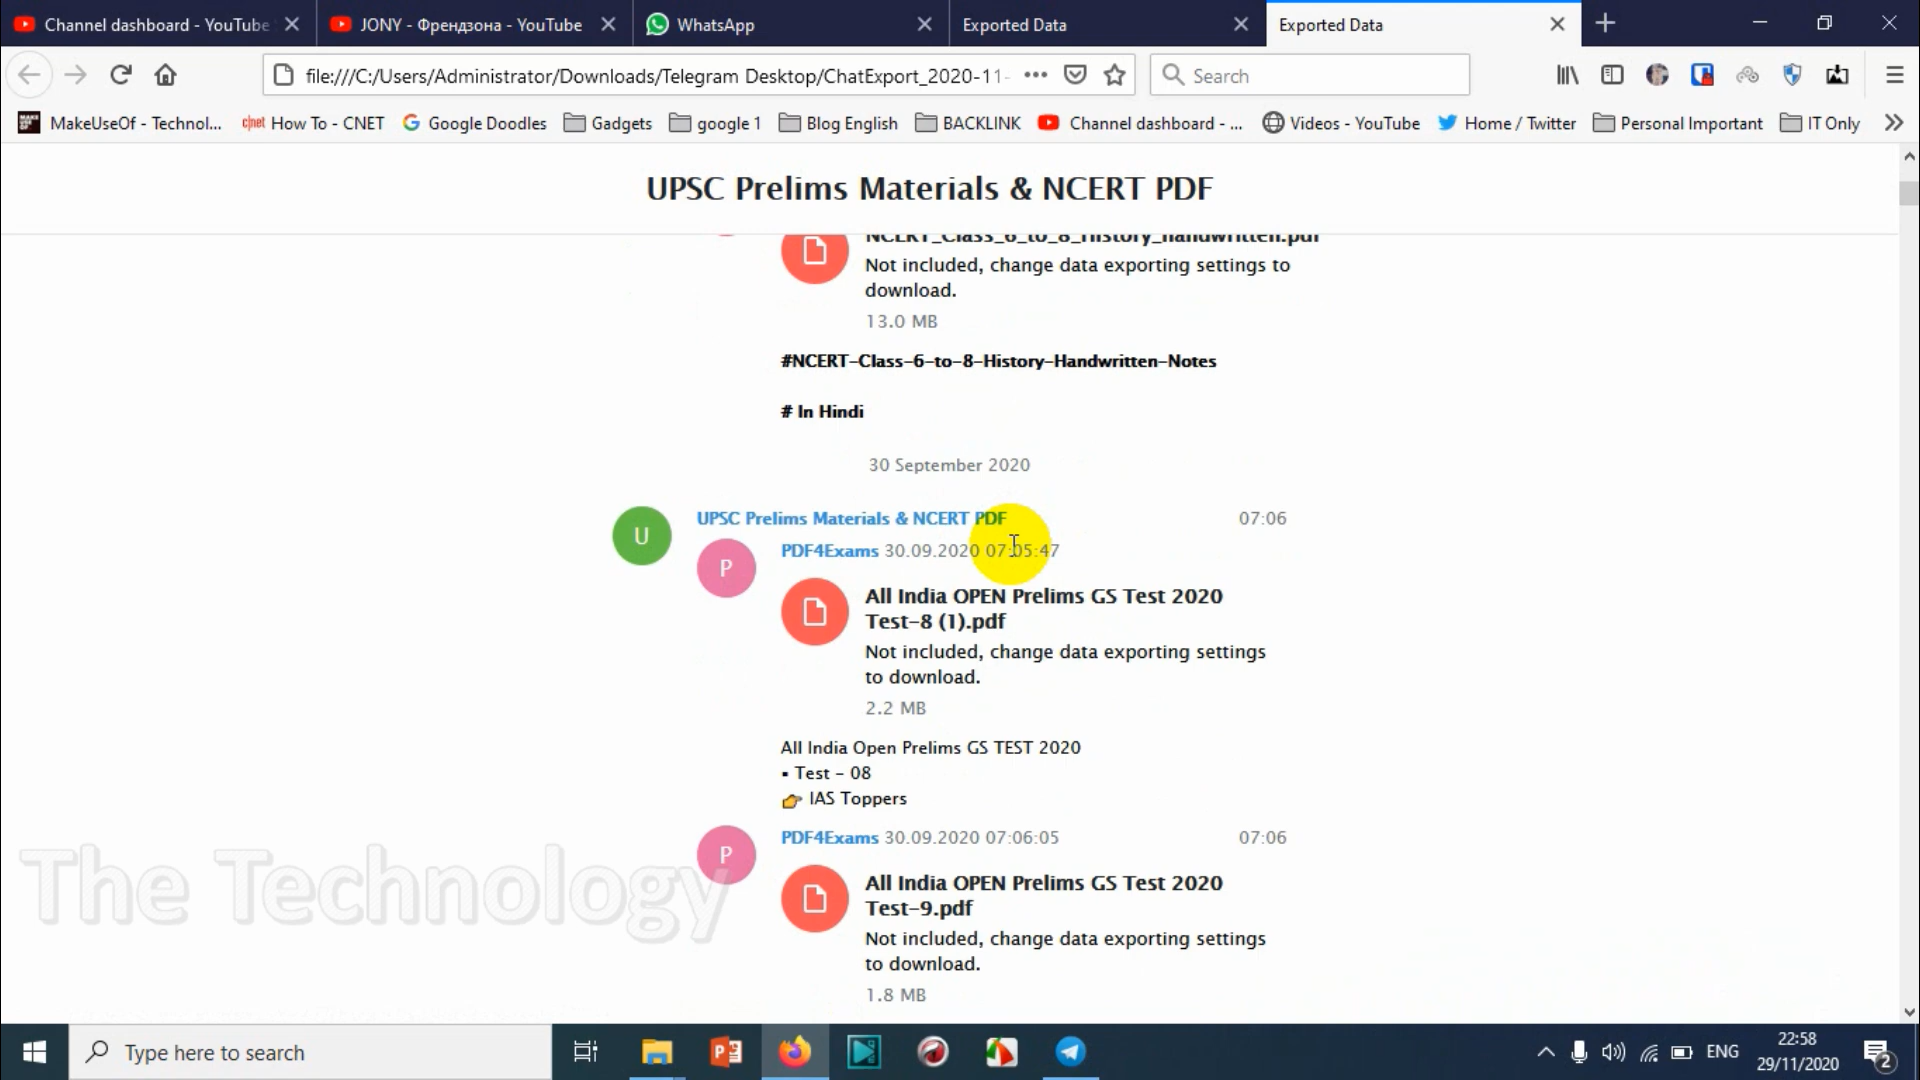 Channel dashboard - YouTube
JONY - Френдзона - YouTube
WhatsApp
Exported Data
Exported Data
file:///C:/Users/Administrator/Downloads/Telegram Desktop/ChatExport_2020-11-
Search
MakeUseOf - Technol...
c|net How To - CNET
Google Doodles
Gadgets
google 1
Blog English
BACKLINK
Channel dashboard - ...
Videos - YouTube
Home / Twitter
Personal Important
IT Only
UPSC Prelims Materials & NCERT PDF
NCERT_Class_6_to_8_History_handwritten.pdf
Not included, change data exporting settings to
download.
13.0 MB
#NCERT-Class-6-to-8-History-Handwritten-Notes
# In Hindi
30 September 2020
U
UPSC Prelims Materials & NCERT PDF
07:06
P
PDF4Exams 30.09.2020 07:05:47
All India OPEN Prelims GS Test 2020
Test-8 (1).pdf
Not included, change data exporting settings
to download.
2.2 MB
All India Open Prelims GS TEST 2020
▪ Test - 08
👉 IAS Toppers
P
PDF4Exams 30.09.2020 07:06:05
07:06
All India OPEN Prelims GS Test 2020
Test-9.pdf
Not included, change data exporting settings
to download.
1.8 MB
The Technology
Type here to search
ENG
22:58
29/11/2020
2